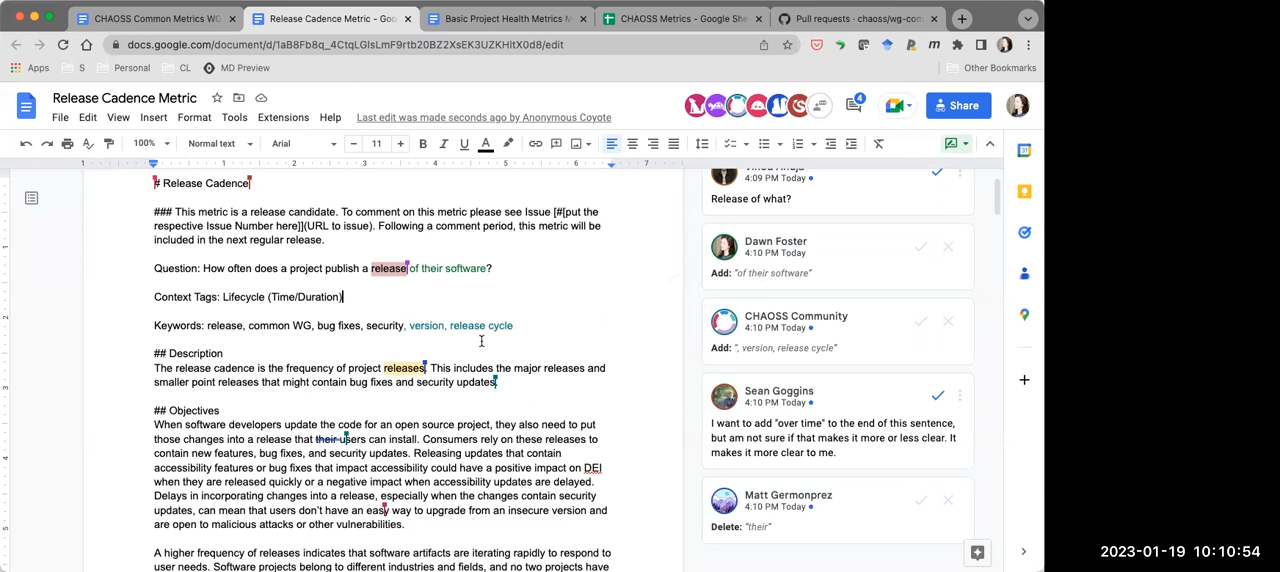 CHAOSS Common Metrics WG
Release Cadence Metric - Goo
Basic Project Health Metrics M
CHAOSS Metrics - Google She
Pull requests · chaoss/wg-com
docs.google.com/document/d/1aB8Fb8q_4CtqLGlsLmF9rtb20BZ2XsEK3UZKHltX0d8/edit
Apps
S
Personal
CL
MD Preview
Other Bookmarks
Release Cadence Metric
File Edit View Insert Format Tools Extensions Help
Last edit was made seconds ago by Anonymous Coyote
4
Share
100%
Normal text
Arial
11
B I U A
1 1 2 3 4 5 6 7
# Release Cadence
### This metric is a release candidate. To comment on this metric please see Issue [#[put the
respective Issue Number here]](URL to issue). Following a comment period, this metric will be
included in the next regular release.
Question: How often does a project publish a release of their software?
Context Tags: Lifecycle (Time/Duration)
Keywords: release, common WG, bug fixes, security, version, release cycle
## Description
The release cadence is the frequency of project releases. This includes the major releases and
smaller point releases that might contain bug fixes and security updates.
## Objectives
When software developers update the code for an open source project, they also need to put
those changes into a release that their users can install. Consumers rely on these releases to
contain new features, bug fixes, and security updates. Releasing updates that contain
accessibility features or bug fixes that impact accessibility could have a positive impact on DEI
when they are released quickly or a negative impact when accessibility updates are delayed.
Delays in incorporating changes into a release, especially when the changes contain security
updates, can mean that users don't have an easy way to upgrade from an insecure version and
are open to malicious attacks or other vulnerabilities.
A higher frequency of releases indicates that software artifacts are iterating rapidly to respond to
user needs. Software projects belong to different industries and fields, and no two projects have
4:09 PM Today
Release of what?
Dawn Foster
4:10 PM Today
Add: "of their software"
CHAOSS Community
4:10 PM Today
Add: ", version, release cycle"
Sean Goggins
4:10 PM Today
I want to add "over time" to the end of this sentence,
but am not sure if that makes it more or less clear. It
makes it more clear to me.
Matt Germonprez
4:10 PM Today
Delete: "their"
2023-01-19 10:10:54